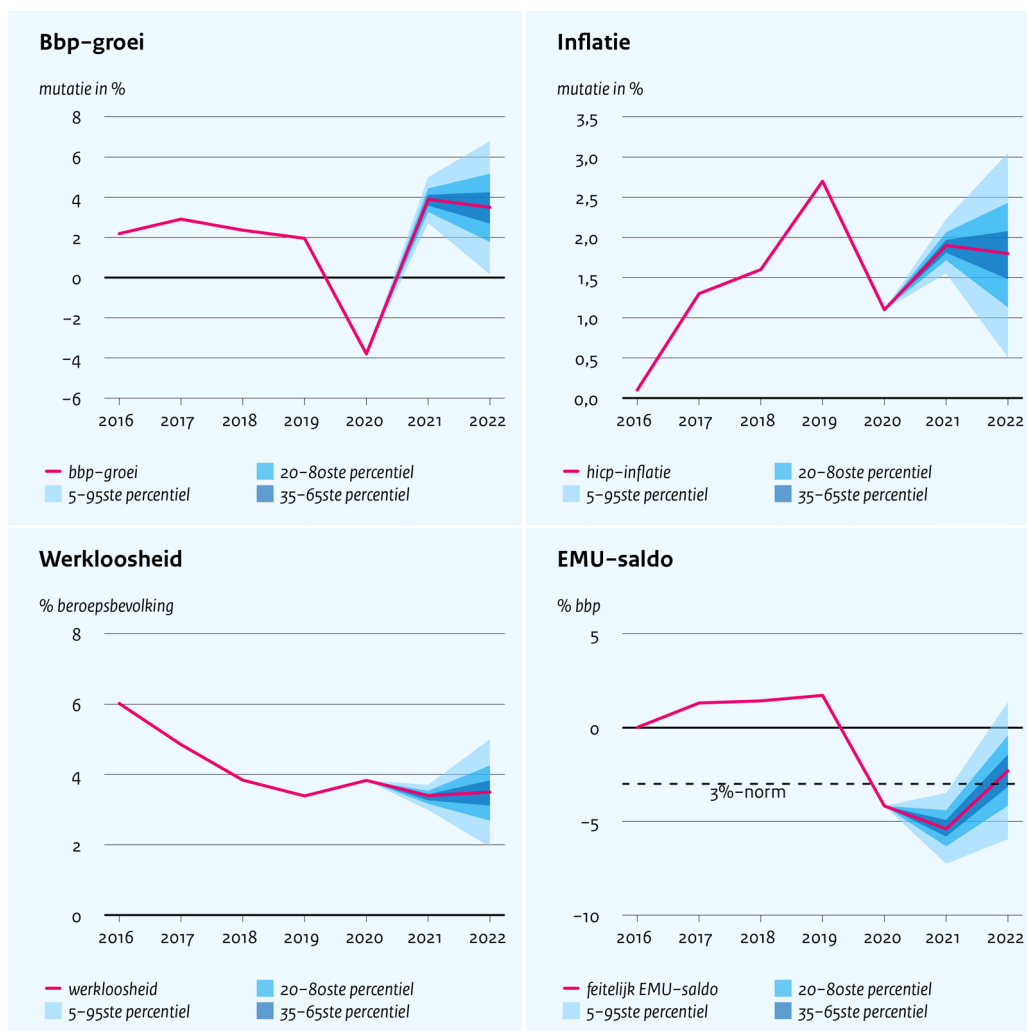 Bbp-groei
mutatie in %
8
6
4
2
0
-2
-4
-6
2016 2017 2018 2019 2020 2021 2022
bbp-groei
20-80ste percentiel
5-95ste percentiel
35-65ste percentiel
Inflatie
mutatie in %
3,5
3,0
2,5
2,0
1,5
1,0
0,5
0,0
2016 2017 2018 2019 2020 2021 2022
hicp-inflatie
20-80ste percentiel
5-95ste percentiel
35-65ste percentiel
Werkloosheid
% beroepsbevolking
8
6
4
2
0
2016 2017 2018 2019 2020 2021 2022
werkloosheid
20-80ste percentiel
5-95ste percentiel
35-65ste percentiel
EMU-saldo
% bbp
5
0
3%-norm
-5
-10
2016 2017 2018 2019 2020 2021 2022
feitelijk EMU-saldo
20-80ste percentiel
5-95ste percentiel
35-65ste percentiel